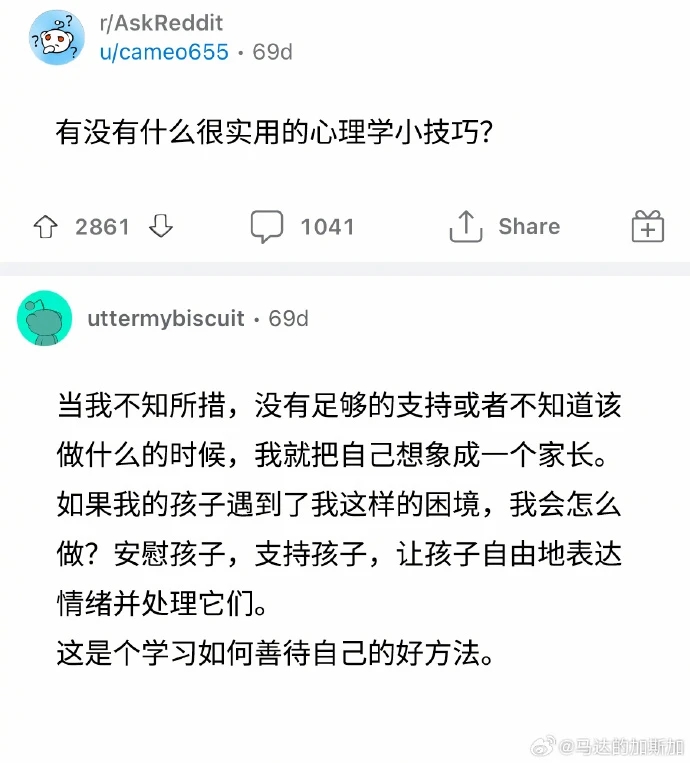 r/AskReddit
u/cameo655 · 69d
有没有什么很实用的心理学小技巧？
2861
1041
Share
uttermybiscuit · 69d
当我不知所措，没有足够的支持或者不知道该
做什么的时候，我就把自己想象成一个家长。
如果我的孩子遇到了我这样的困境，我会怎么
做？安慰孩子，支持孩子，让孩子自由地表达
情绪并处理它们。
这是个学习如何善待自己的好方法。
@马达的加斯加